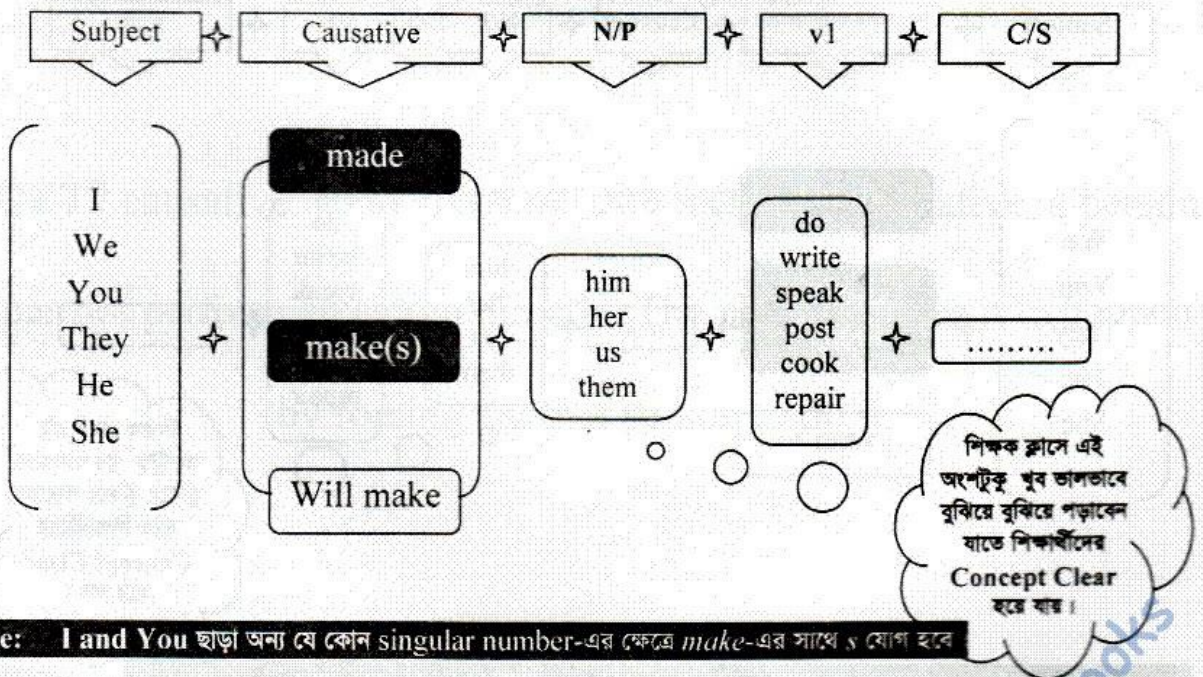 Subject Causative N/P v1 C/S
made
I
We
You
They
He
She
make(s)
Will make
him
her
us
them
do
write
speak
post
cook
repair
.........
শিক্ষক ক্লাসে এই
অংশটুকু খুব ভালভাবে
বুঝিয়ে বুঝিয়ে পড়াবেন
যাতে শিক্ষার্থীদের
Concept Clear
হয়ে যায়।
e: I and You ছাড়া অন্য যে কোন singular number-এর ক্ষেত্রে make-এর সাথে s যোগ হবে
ooks